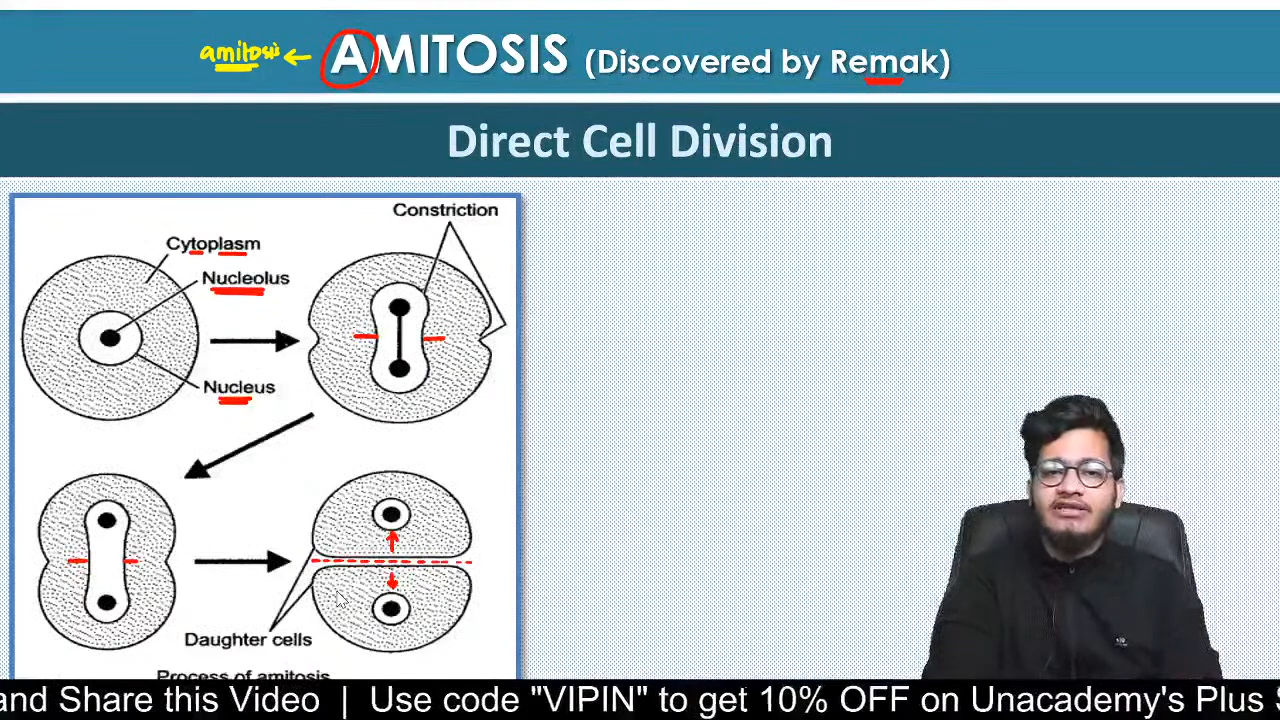 amitosis ← AMITOSIS (Discovered by Remak)
Direct Cell Division
Constriction
Cytoplasm
Nucleolus
Nucleus
Daughter cells
Process of amitosis
and Share this Video | Use code "VIPIN" to get 10% OFF on Unacademy's Plus S